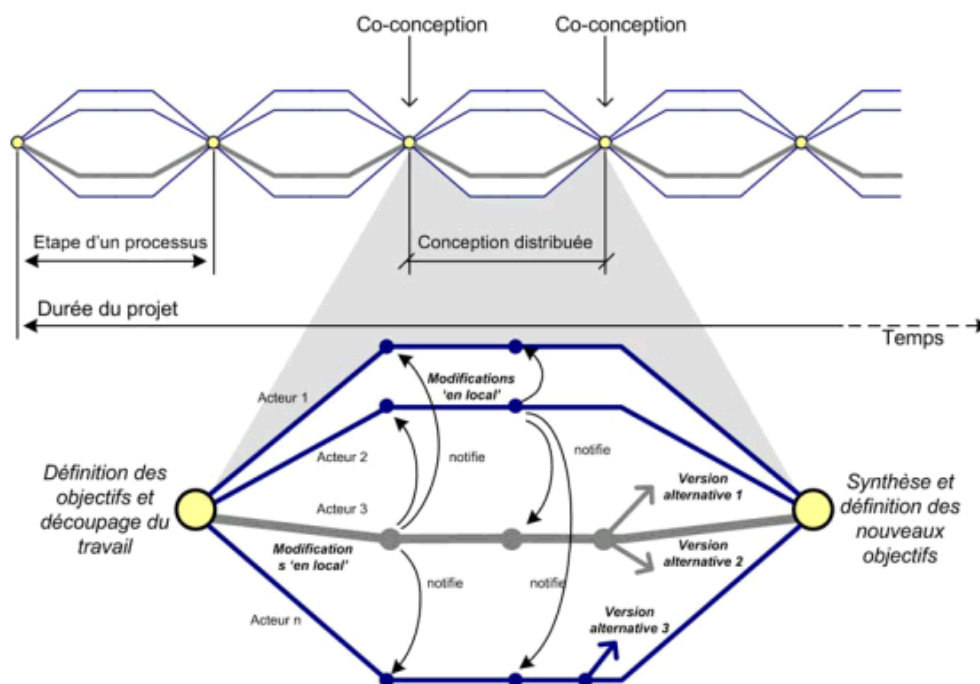 Co-conception
Co-conception
Etape d'un processus
Conception distribuée
Durée du projet
Temps
Acteur 1
Modifications
'en local'
Acteur 2
notifie
notifie
Définition des
objectifs et
découpage du
travail
Acteur 3
Version
alternative 1
Synthèse et
définition des
nouveaux
objectifs
Modification
s 'en local'
Version
alternative 2
notifie
notifie
Acteur n
Version
alternative 3